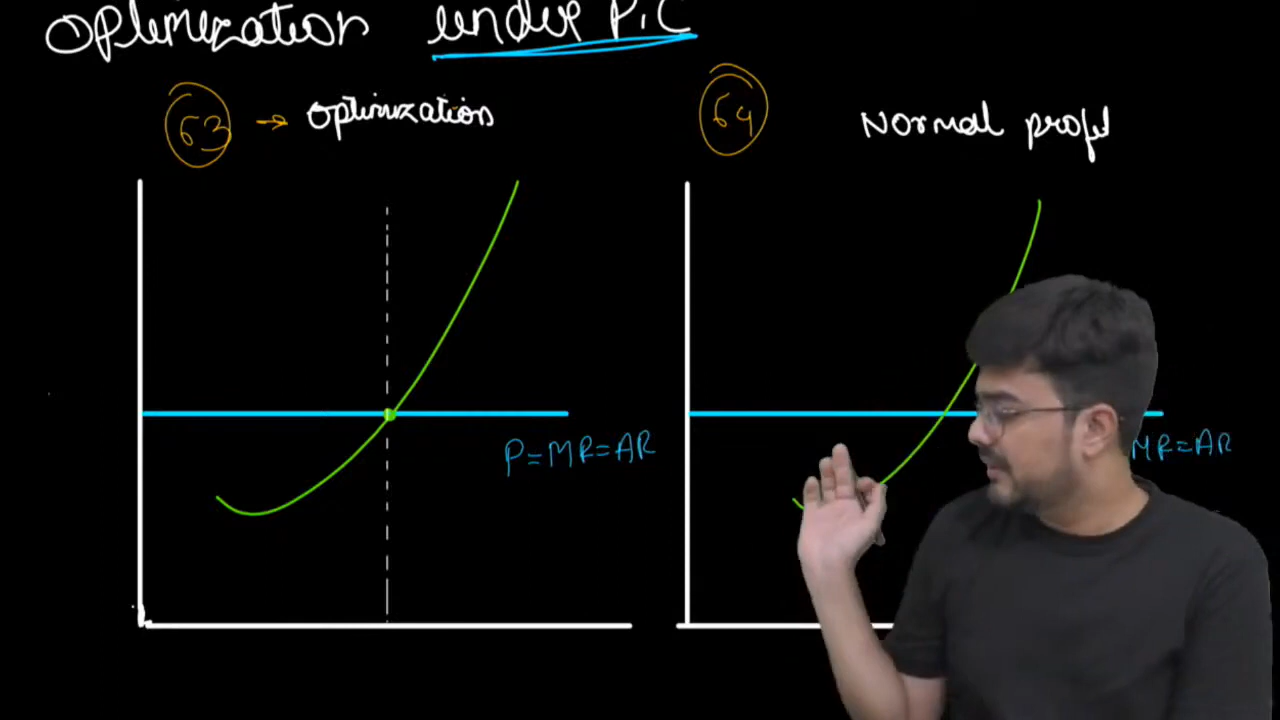 Optimization under P.C
63 → Optimization
64 Normal profit
P=MR=AR
MR=AR